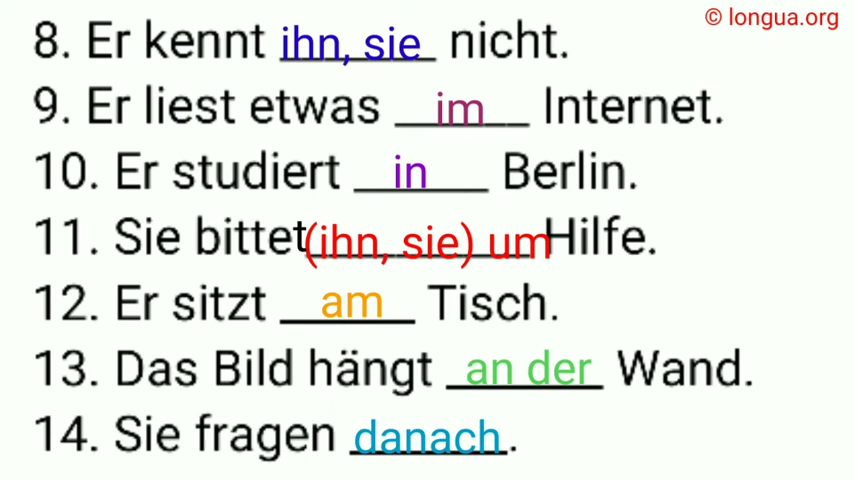 © longua.org
8. Er kennt ihn, sie nicht.
9. Er liest etwas im Internet.
10. Er studiert in Berlin.
11. Sie bittet (ihn, sie) um Hilfe.
12. Er sitzt am Tisch.
13. Das Bild hängt an der Wand.
14. Sie fragen danach.